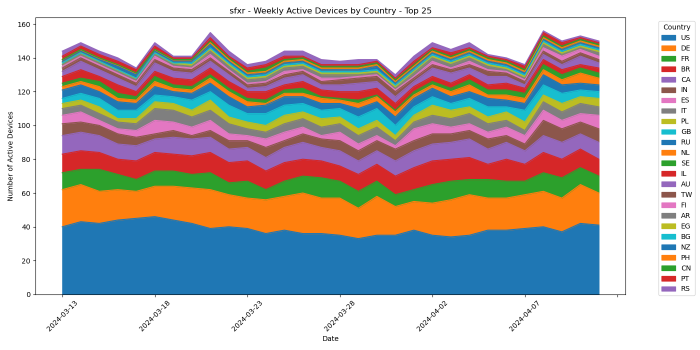 sfxr - Weekly Active Devices by Country - Top 25
Number of Active Devices
160
140
120
100
80
60
40
20
0
2024-03-13
2024-03-18
2024-03-23
2024-03-28
2024-04-02
2024-04-07
Date
Country
US
DE
FR
BR
CA
IN
ES
IT
PL
GB
RU
NL
SE
IL
AU
TW
FI
AR
EG
BG
NZ
PH
CN
PT
RS